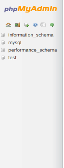 phpMyAdmin
information_schema
mysql
performance_schema
test